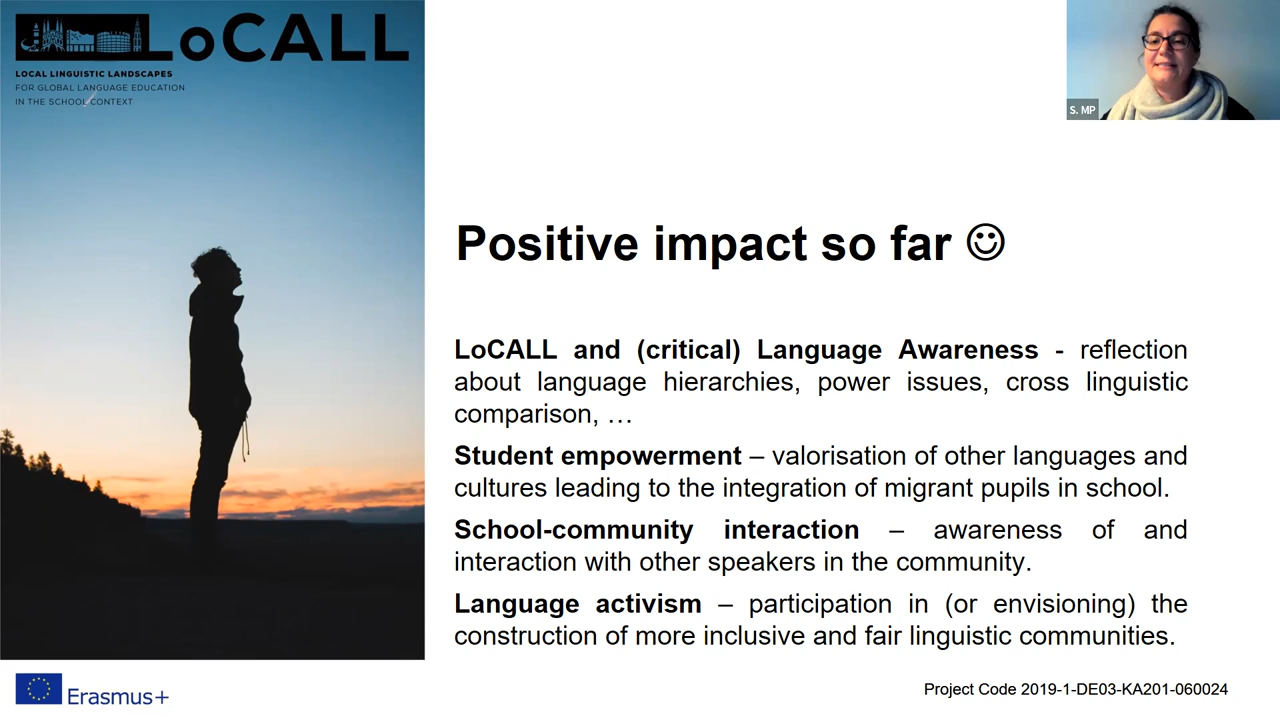 LoCALL
LOCAL LINGUISTIC LANDSCAPES
FOR GLOBAL LANGUAGE EDUCATION
IN THE SCHOOL CONTEXT
S. MP
Positive impact so far ☺
LoCALL and (critical) Language Awareness - reflection
about language hierarchies, power issues, cross linguistic
comparison, …
Student empowerment – valorisation of other languages and
cultures leading to the integration of migrant pupils in school.
School-community interaction – awareness of and
interaction with other speakers in the community.
Language activism – participation in (or envisioning) the
construction of more inclusive and fair linguistic communities.
Erasmus+
Project Code 2019-1-DE03-KA201-060024